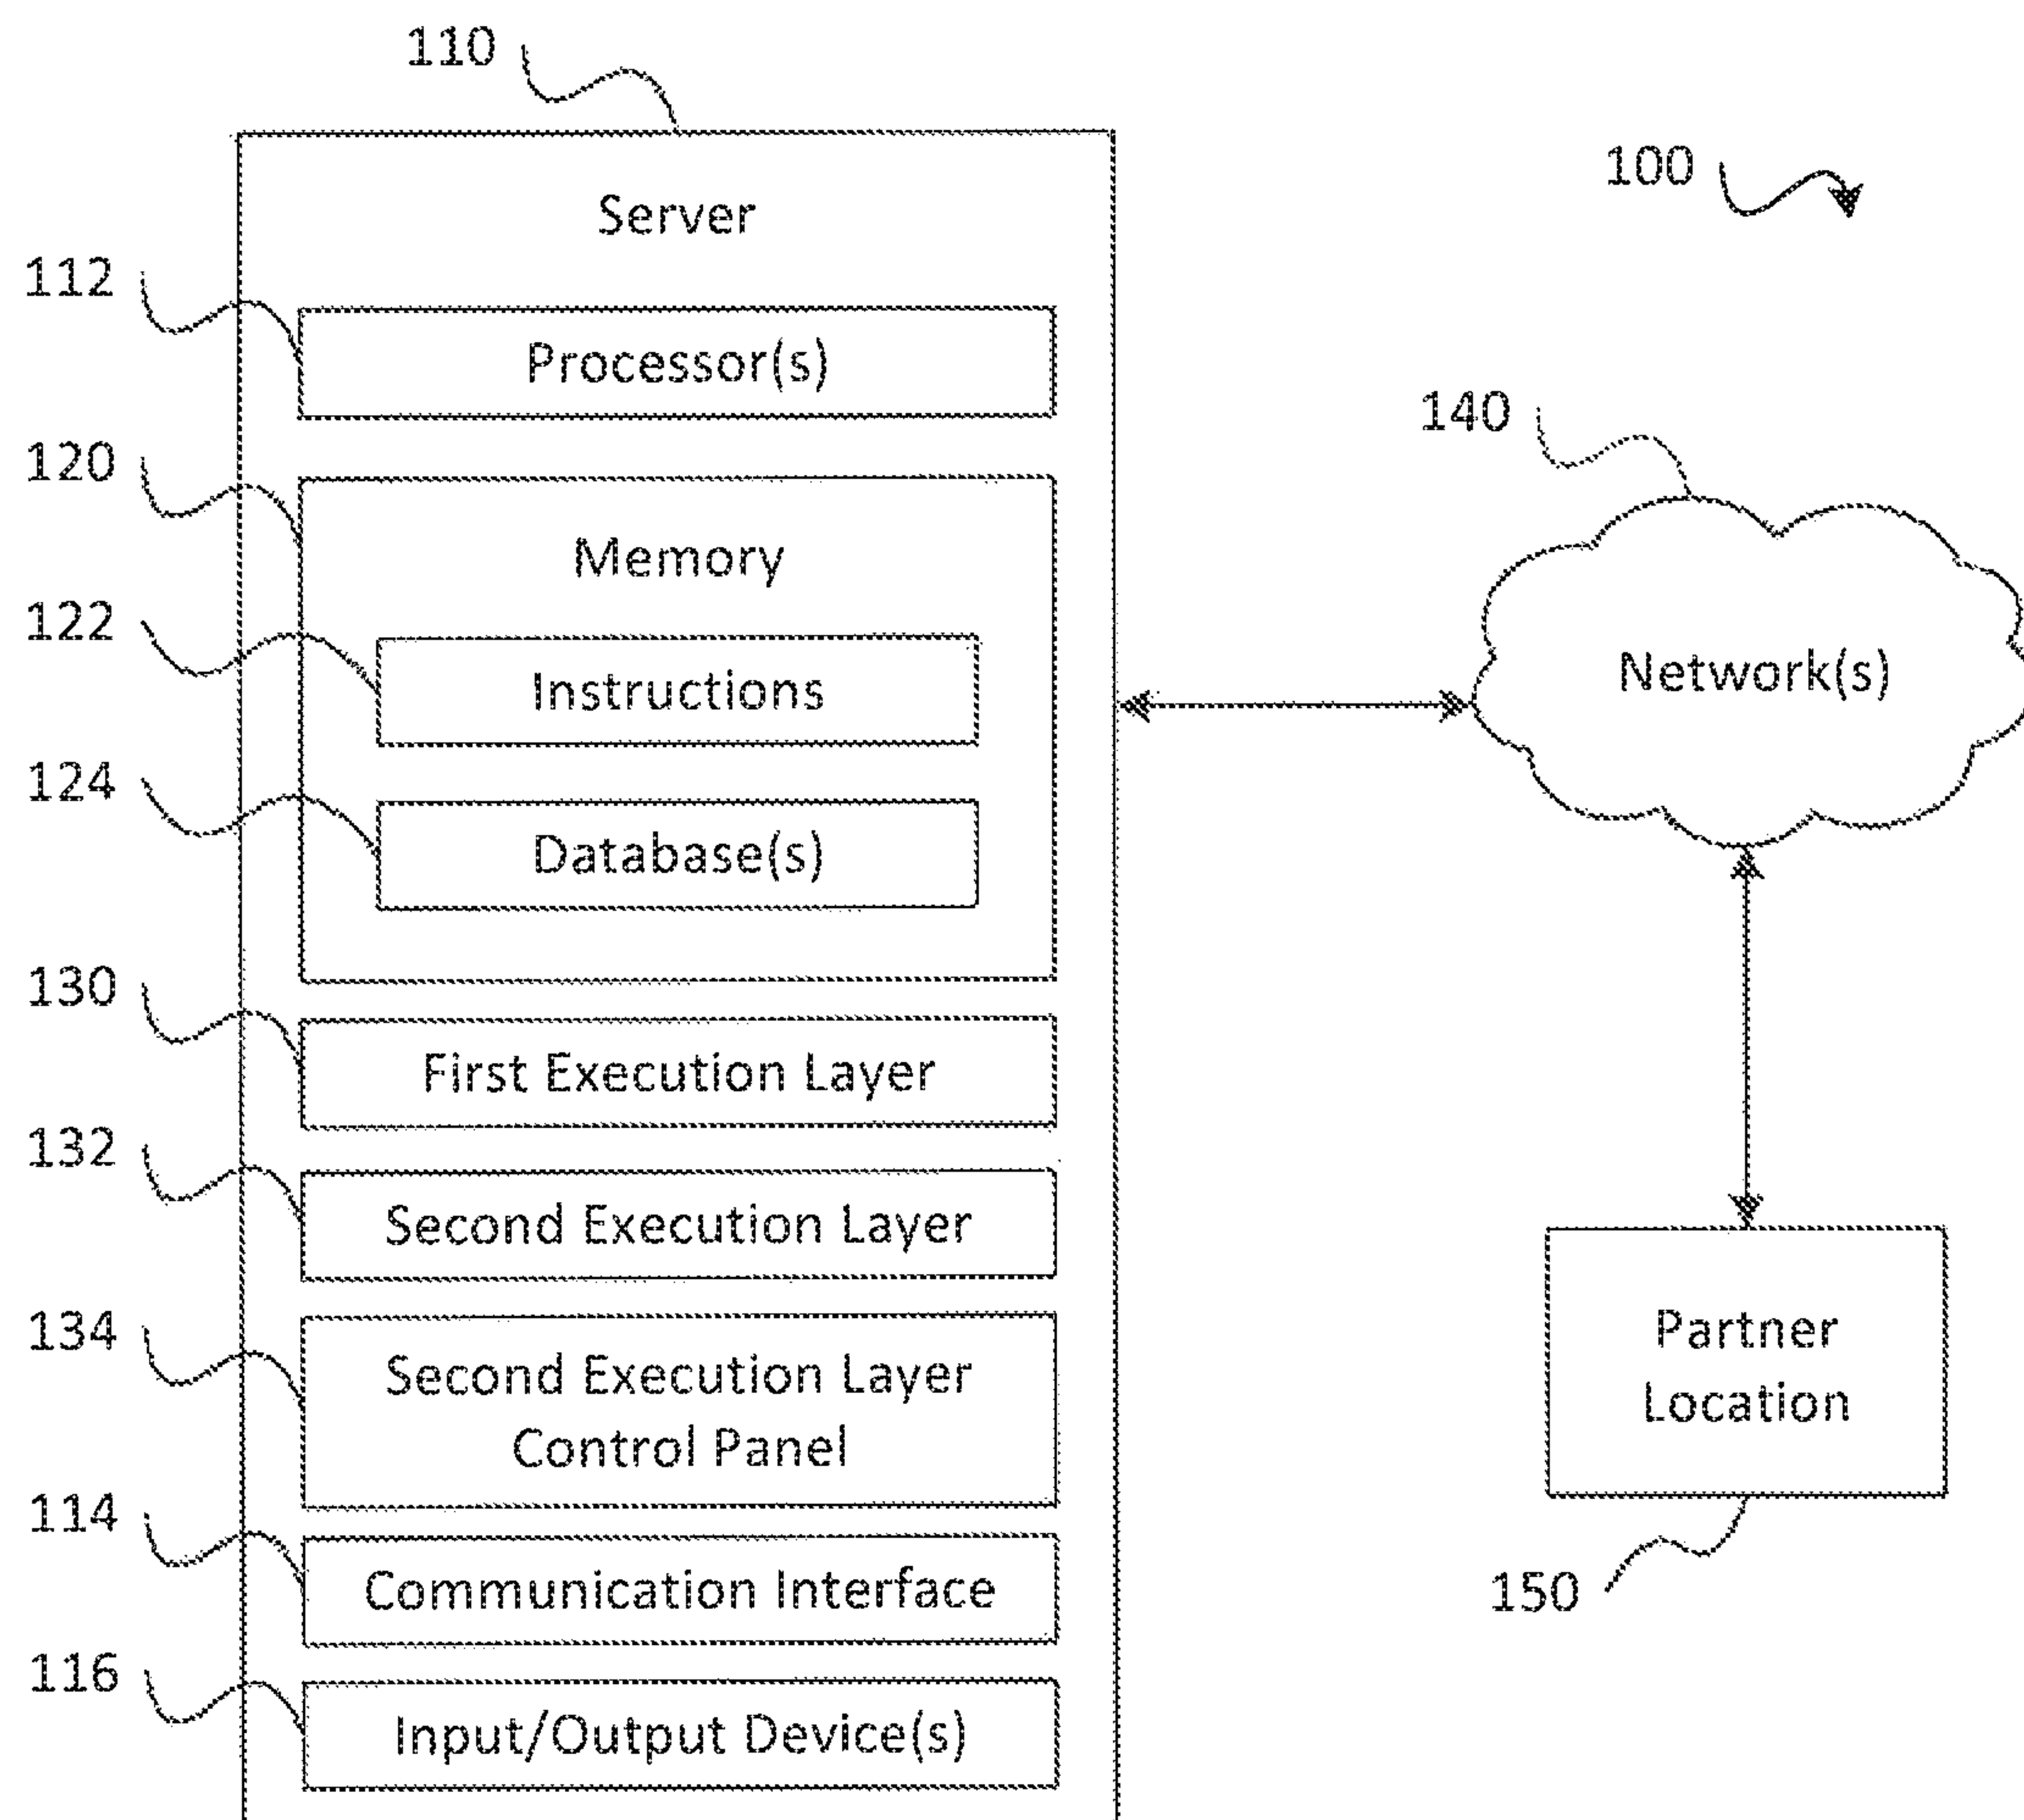 110
100
Server
112
Processor(s)
140
120
Memory
122
Instructions
Network(s)
124
Database(s)
130
First Execution Layer
132
Second Execution Layer
134
Second Execution Layer
Control Panel
Partner
Location
114
Communication Interface
150
116
Input/Output Device(s)